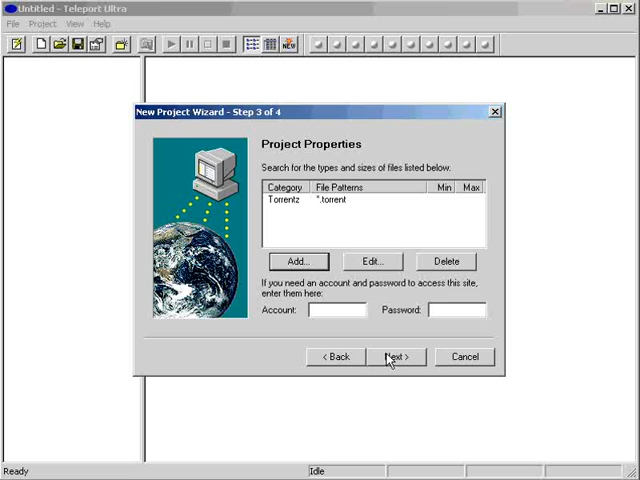 Untitled - Teleport Ultra
File Project View Help
NEW
New Project Wizard - Step 3 of 4
Project Properties
Search for the types and sizes of files listed below.
Category File Patterns Min Max
Torrentz *.torrent
Add... Edit... Delete
If you need an account and password to access this site,
enter them here:
Account: Password:
< Back Next > Cancel
Ready Idle